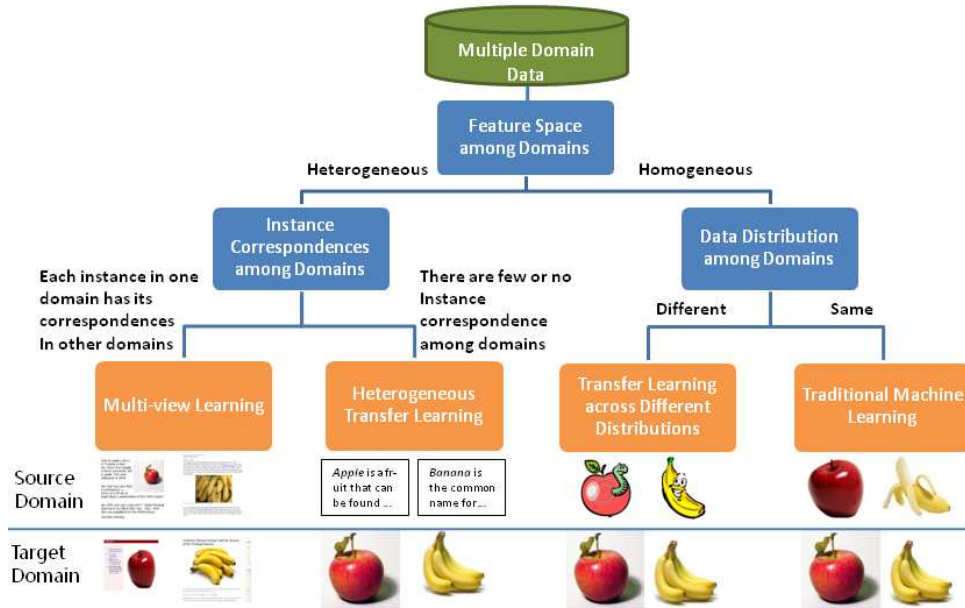 Multiple Domain
Data
Feature Space
among Domains
Heterogeneous
Homogeneous
Instance
Correspondences
among Domains
Data Distribution
among Domains
Each instance in one
domain has its
correspondences
In other domains
There are few or no
Instance
correspondence
among domains
Different
Same
Multi-view Learning
Heterogeneous
Transfer Learning
Transfer Learning
across Different
Distributions
Traditional Machine
Learning
Source
Domain
Apple is a fr-
uit that can
be found ...
Banana is
the common
name for...
Target
Domain